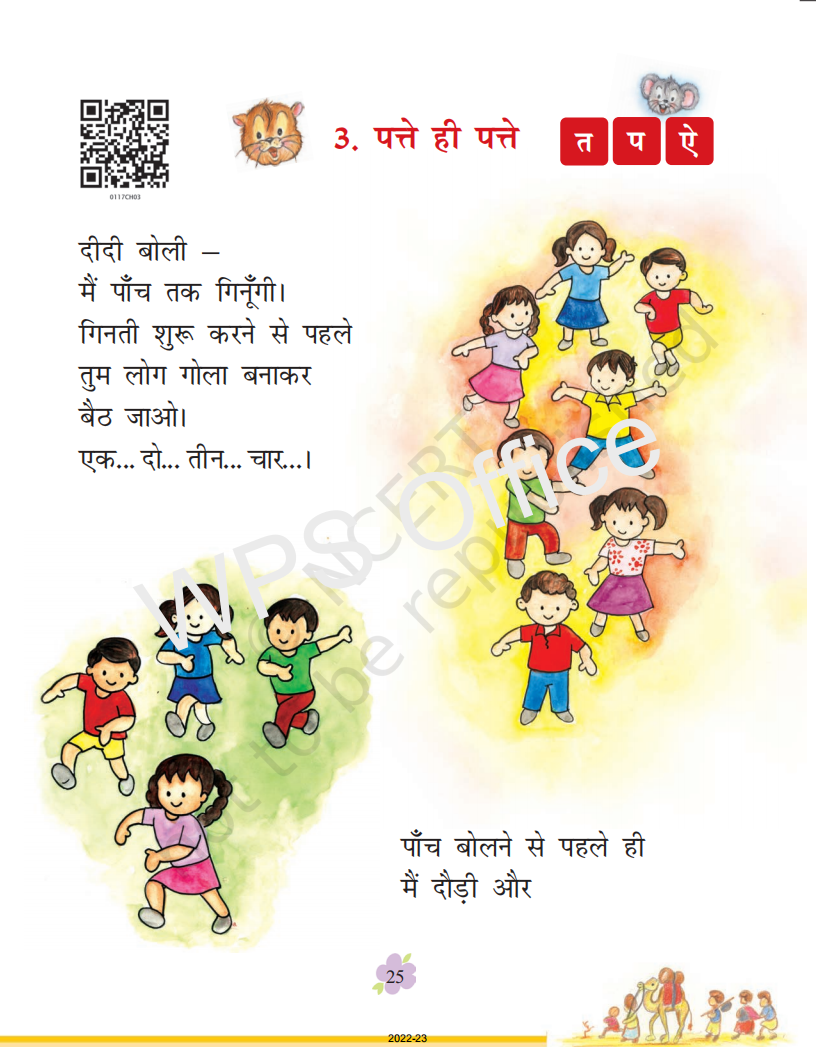 0117CH03
3. पत्ते ही पत्ते
त प ऐ
दीदी बोली –
मैं पाँच तक गिनूँगी।
गिनती शुरू करने से पहले
तुम लोग गोला बनाकर
बैठ जाओ।
एक... दो... तीन... चार...।
WPS Office
© NCERT
not to be republished
पाँच बोलने से पहले ही
मैं दौड़ी और
25
2022-23